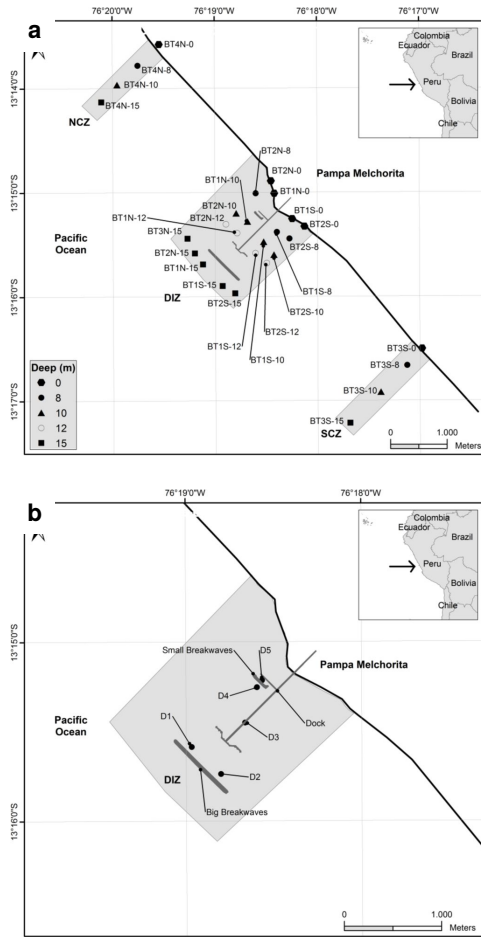 a
76°20'0"W 76°19'0"W 76°18'0"W 76°17'0"W
13°14'0"S
13°15'0"S
13°16'0"S
13°17'0"S
BT4N-0
BT4N-8
BT4N-10
BT4N-15
NCZ
Colombia
Ecuador
Brazil
Peru
Bolivia
Chile
BT2N-8
BT2N-0
Pampa Melchorita
BT1N-10
BT1N-0
BT2N-10
BT1S-0
BT1N-12
BT2N-12
BT2S-0
BT3N-15
BT2S-8
Pacific
Ocean
BT2N-15
BT1N-15
DIZ
BT1S-15
BT1S-8
BT2S-15
BT2S-10
BT2S-12
BT1S-12
BT1S-10
BT3S-0
BT3S-8
BT3S-10
BT3S-15
SCZ
Deep (m)
0
8
10
12
15
0 1.000
Meters
b
76°19'0"W 76°18'0"W
13°15'0"S
13°16'0"S
Colombia
Ecuador
Brazil
Peru
Bolivia
Chile
Small Breakwaves
D5
Pampa Melchorita
D4
Dock
Pacific
Ocean
D1
D3
DIZ
D2
Big Breakwaves
0 1.000
Meters